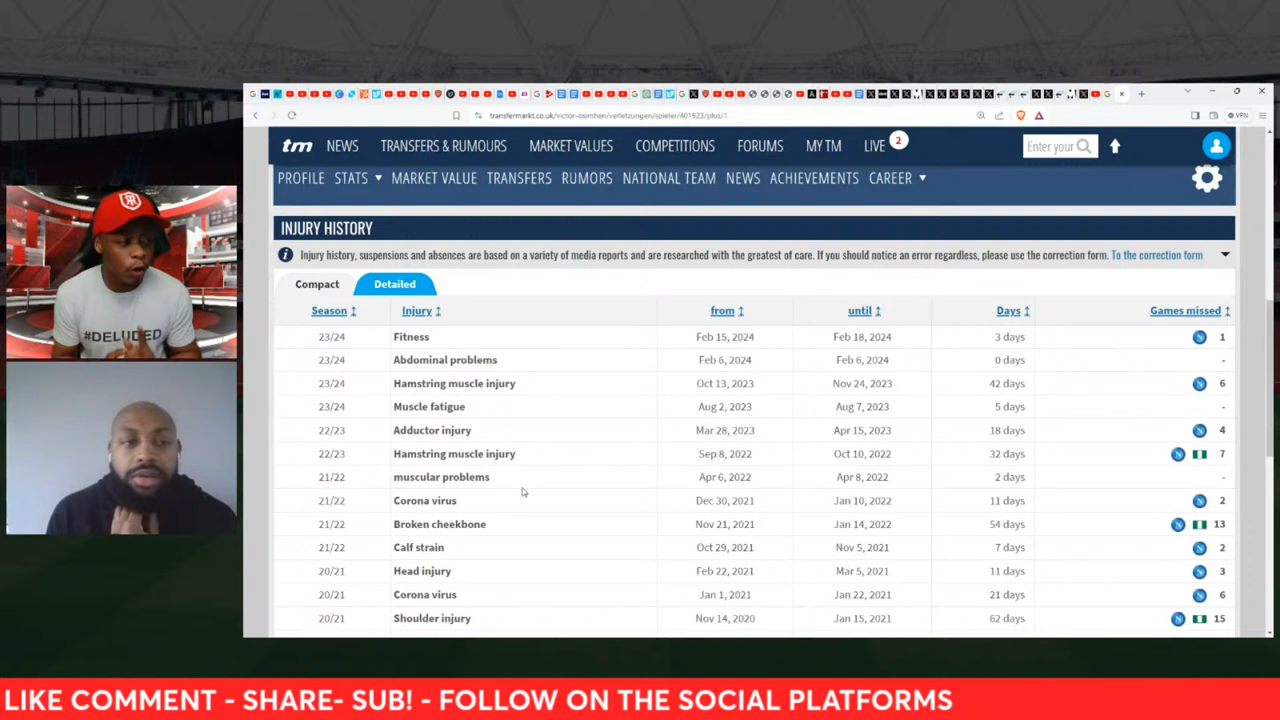 transfermarkt.co.uk/victor-osimhen/verletzungen/spieler/401923/plus/1
VPN
tm NEWS TRANSFERS & RUMOURS MARKET VALUES COMPETITIONS FORUMS MY TM LIVE 2 Enter your
PROFILE STATS MARKET VALUE TRANSFERS RUMORS NATIONAL TEAM NEWS ACHIEVEMENTS CAREER
INJURY HISTORY
Injury history, suspensions and absences are based on a variety of media reports and are researched with the greatest of care. If you should notice an error regardless, please use the correction form. To the correction form
Compact Detailed
Season Injury from until Days Games missed
23/24 Fitness Feb 15, 2024 Feb 18, 2024 3 days 1
23/24 Abdominal problems Feb 6, 2024 Feb 6, 2024 0 days -
23/24 Hamstring muscle injury Oct 13, 2023 Nov 24, 2023 42 days 6
23/24 Muscle fatigue Aug 2, 2023 Aug 7, 2023 5 days -
22/23 Adductor injury Mar 28, 2023 Apr 15, 2023 18 days 4
22/23 Hamstring muscle injury Sep 8, 2022 Oct 10, 2022 32 days 7
21/22 muscular problems Apr 6, 2022 Apr 8, 2022 2 days -
21/22 Corona virus Dec 30, 2021 Jan 10, 2022 11 days 2
21/22 Broken cheekbone Nov 21, 2021 Jan 14, 2022 54 days 13
21/22 Calf strain Oct 29, 2021 Nov 5, 2021 7 days 2
20/21 Head injury Feb 22, 2021 Mar 5, 2021 11 days 3
20/21 Corona virus Jan 1, 2021 Jan 22, 2021 21 days 6
20/21 Shoulder injury Nov 14, 2020 Jan 15, 2021 62 days 15
#DELUDED
LIKE COMMENT - SHARE- SUB! - FOLLOW ON THE SOCIAL PLATFORMS